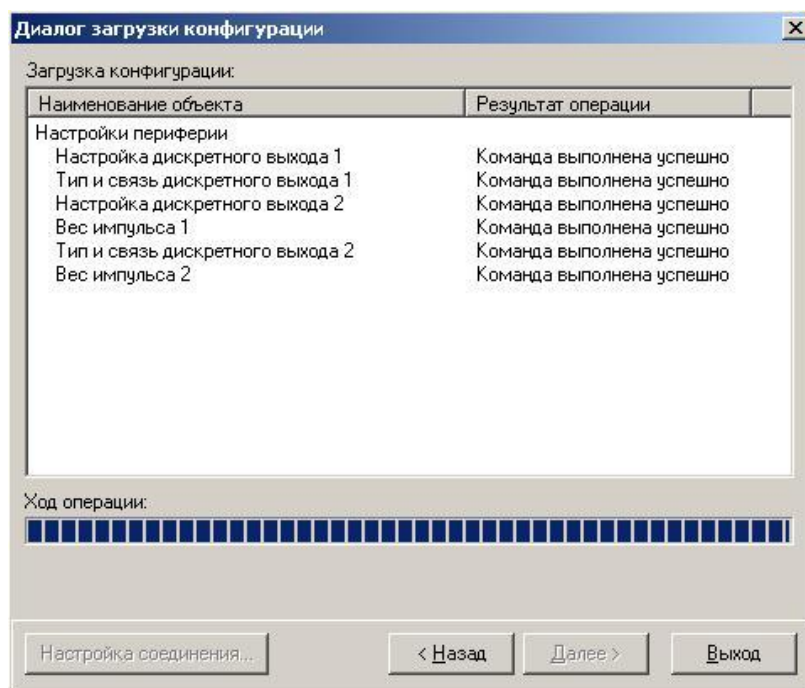 Диалог загрузки конфигурации
Загрузка конфигурации:
Наименование объекта Результат операции
Настройки периферии
Настройка дискретного выхода 1 Команда выполнена успешно
Тип и связь дискретного выхода 1 Команда выполнена успешно
Настройка дискретного выхода 2 Команда выполнена успешно
Вес импульса 1 Команда выполнена успешно
Тип и связь дискретного выхода 2 Команда выполнена успешно
Вес импульса 2 Команда выполнена успешно
Ход операции:
Настройка соединения... < Назад Далее > Выход